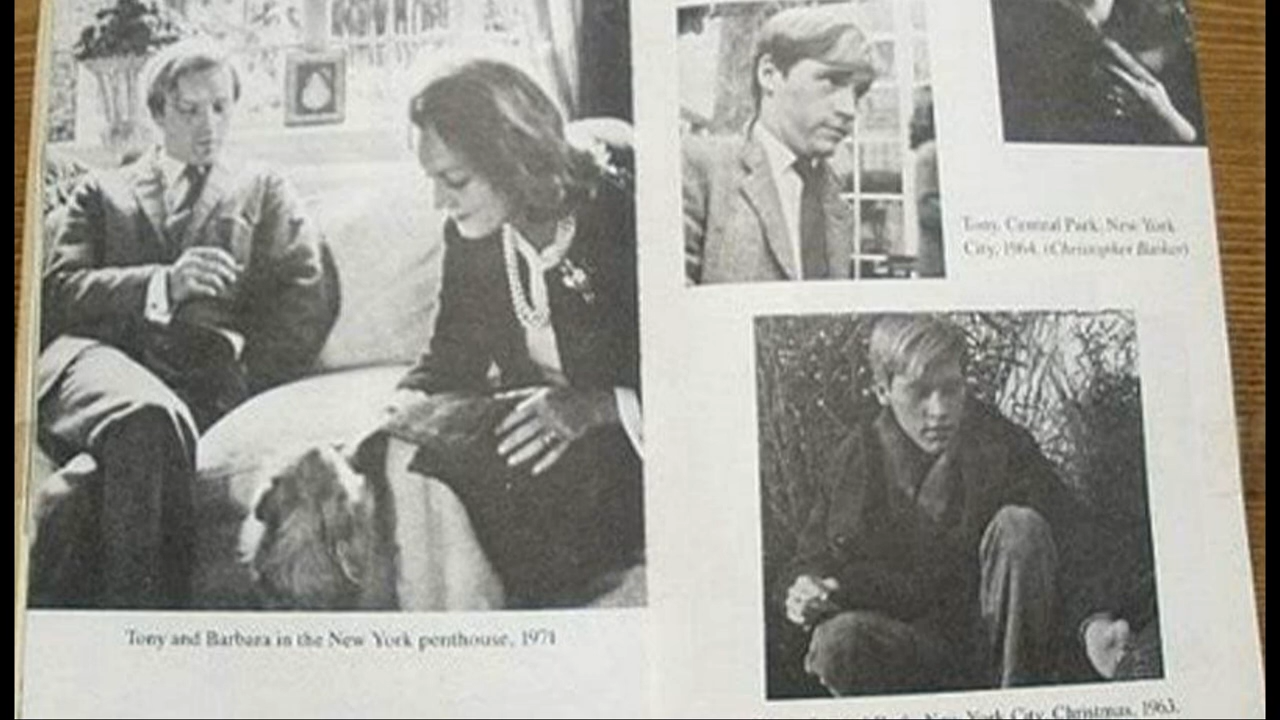 Tony and Barbara in the New York penthouse, 1971
Tony, Central Park, New York
City, 1964. (Christopher Barker)
New York City, Christmas, 1963.